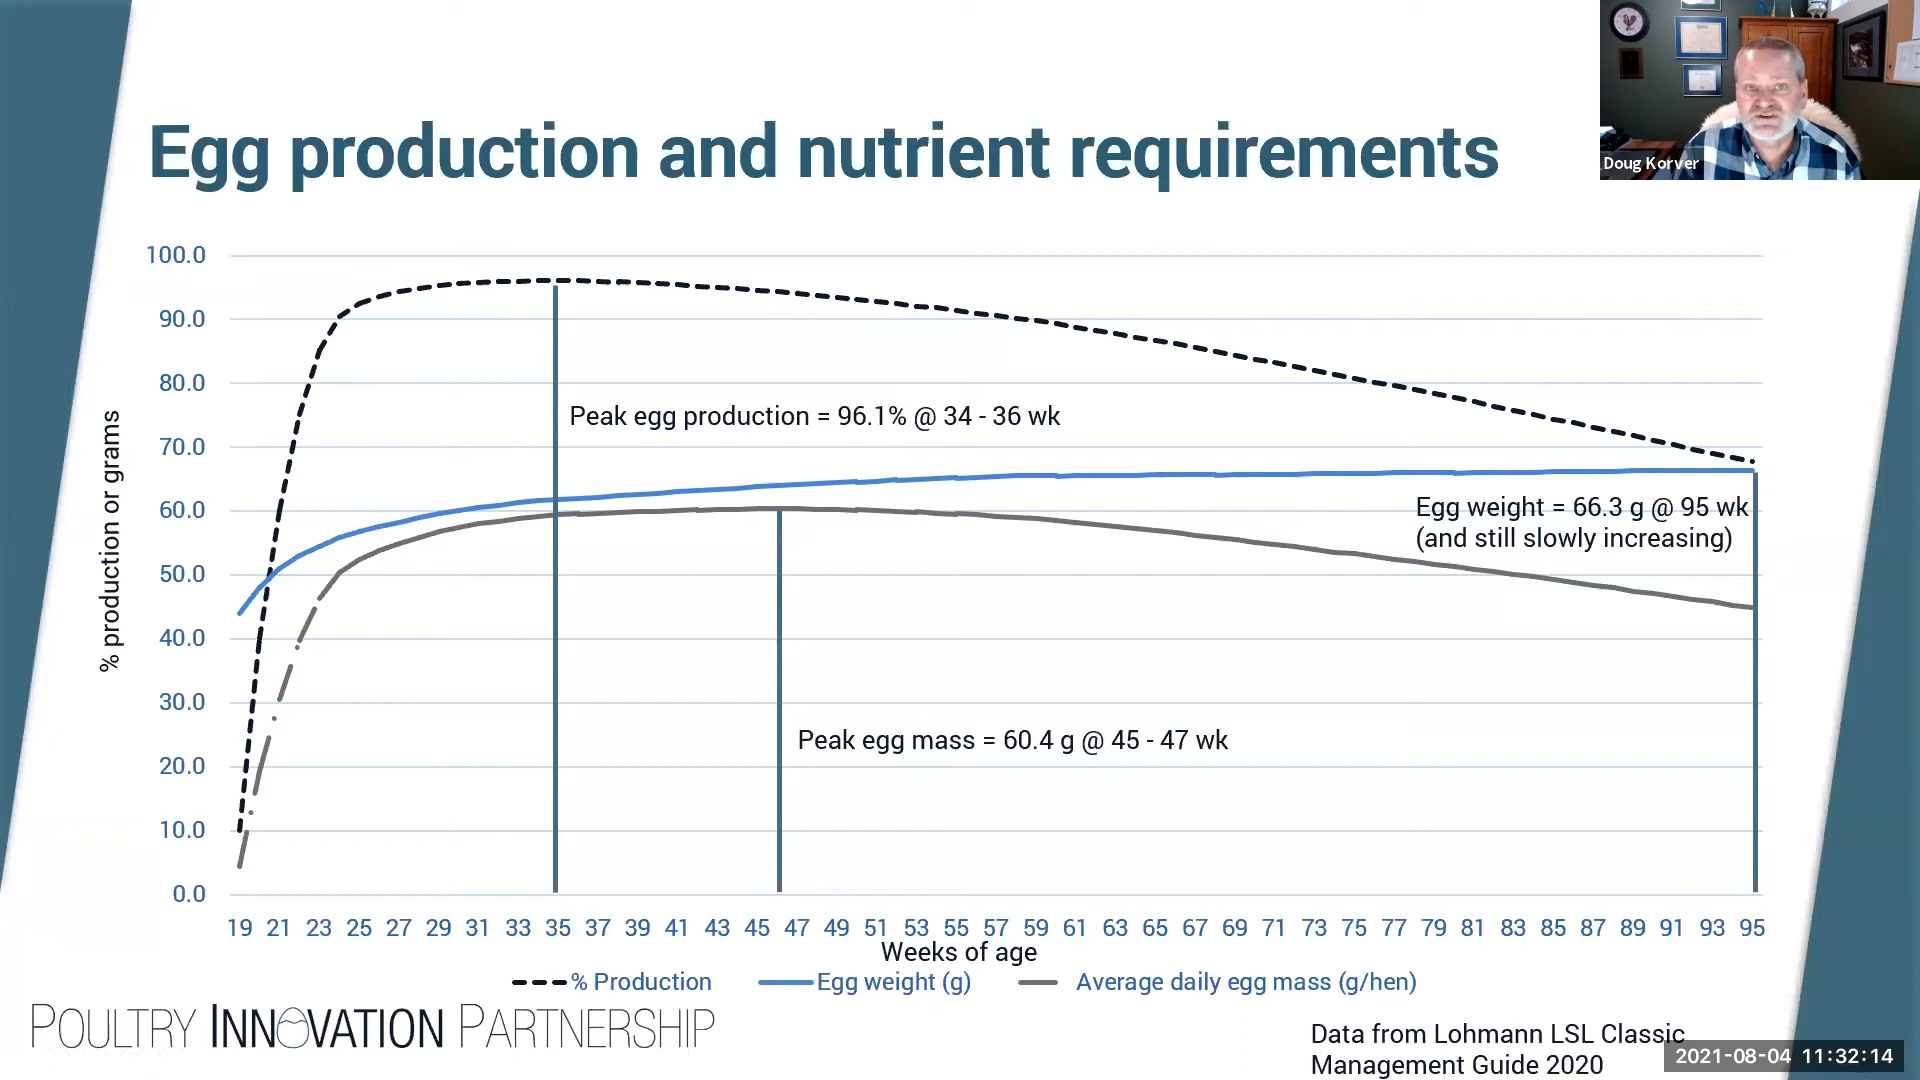 Doug Korver
Egg production and nutrient requirements
100.0
90.0
80.0
70.0
60.0
50.0
40.0
30.0
20.0
10.0
0.0
% production or grams
Peak egg production = 96.1% @ 34 - 36 wk
Egg weight = 66.3 g @ 95 wk
(and still slowly increasing)
Peak egg mass = 60.4 g @ 45 - 47 wk
19 21 23 25 27 29 31 33 35 37 39 41 43 45 47 49 51 53 55 57 59 61 63 65 67 69 71 73 75 77 79 81 83 85 87 89 91 93 95
Weeks of age
% Production Egg weight (g) Average daily egg mass (g/hen)
POULTRY INNOVATION PARTNERSHIP
Data from Lohmann LSL Classic
Management Guide 2020
2021-08-04 11:32:14